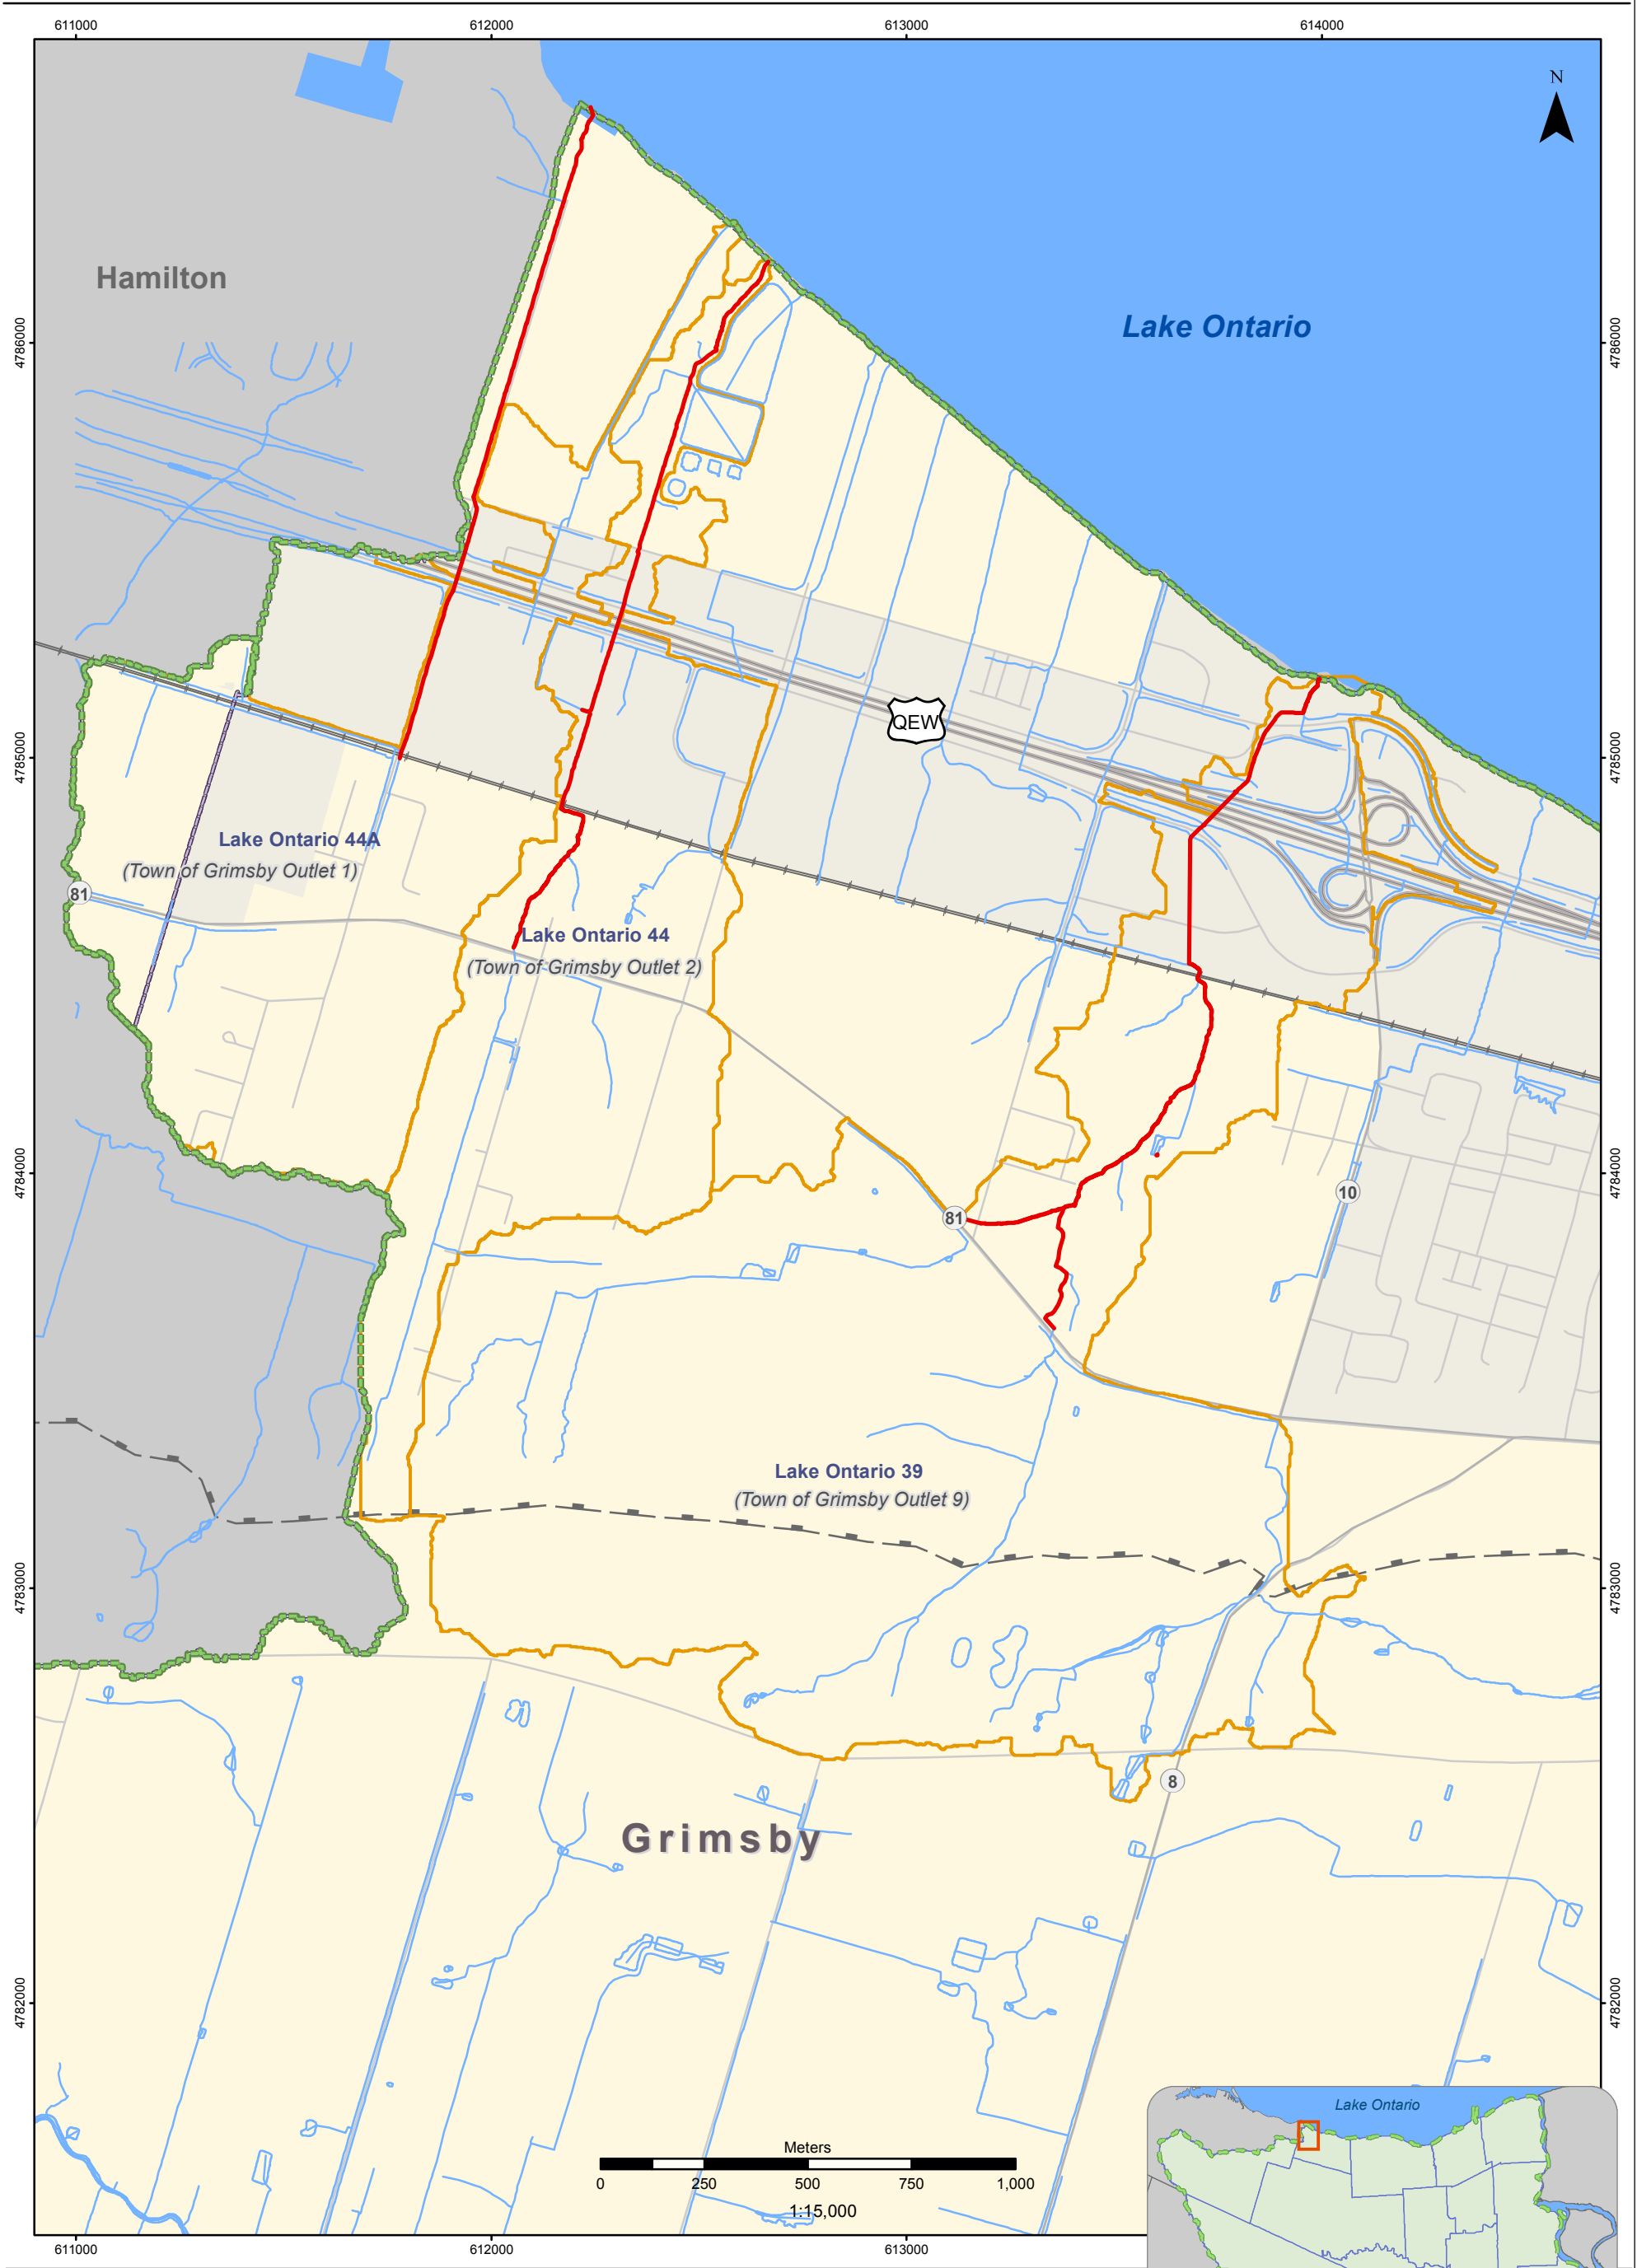 611000
612000
613000
614000
N
Hamilton
Lake Ontario
4786000
4786000
QEW
4785000
4785000
Lake Ontario 44A
(Town of Grimsby Outlet 1)
81
Lake Ontario 44
(Town of Grimsby Outlet 2)
4784000
4784000
10
81
Lake Ontario 39
(Town of Grimsby Outlet 9)
4783000
4783000
8
Grimsby
4782000
4782000
Lake Ontario
Meters
0 250 500 750 1,000
1:15,000
611000
612000
613000